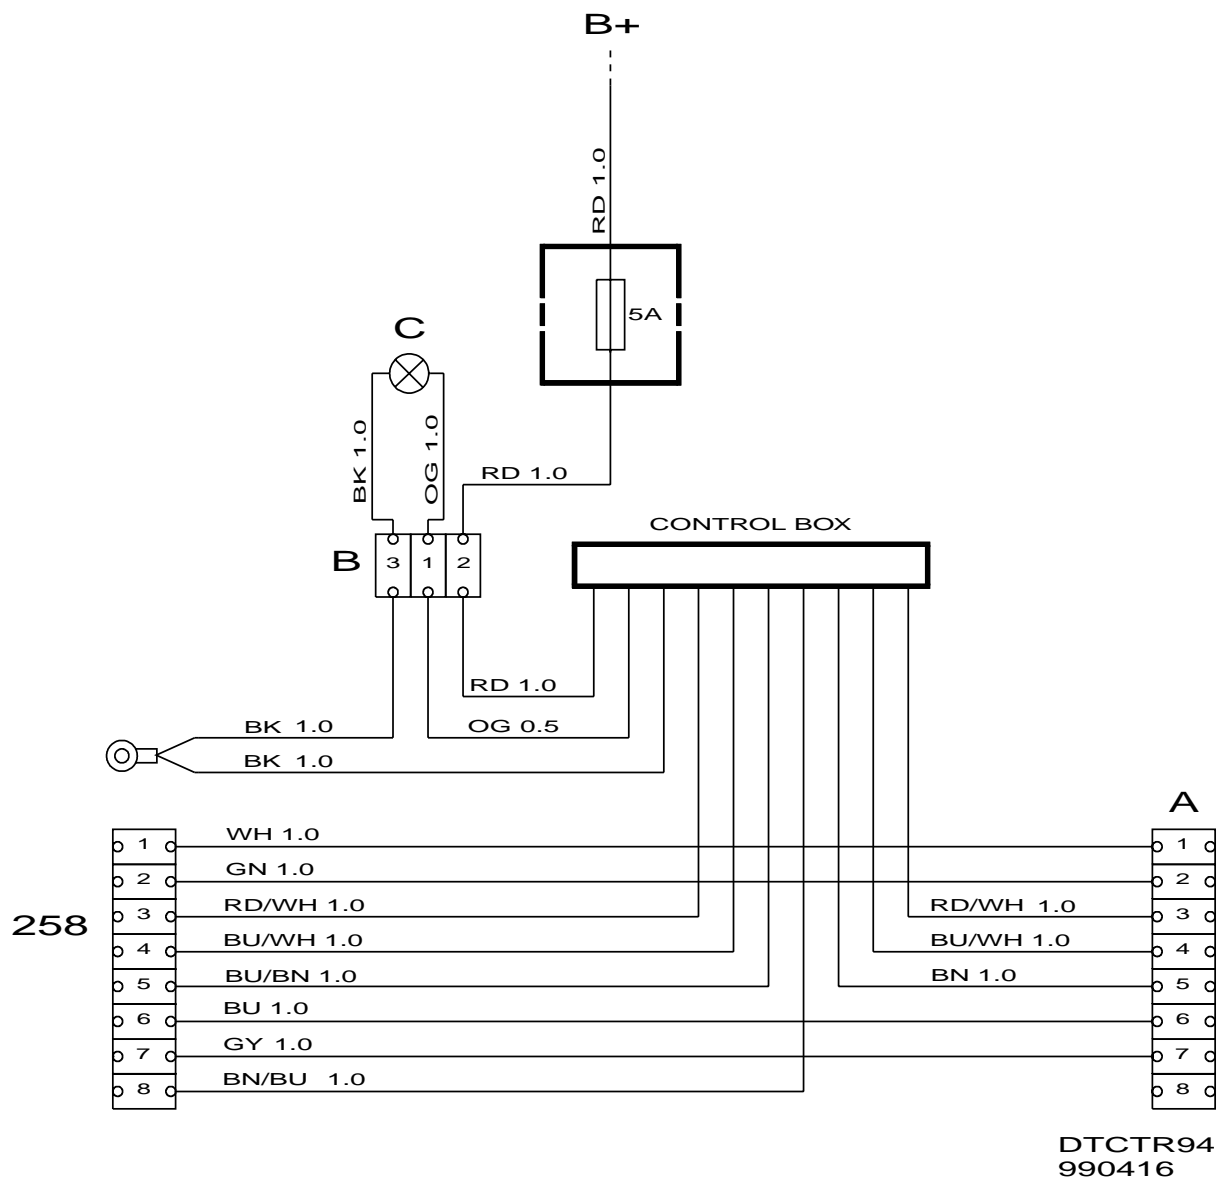 B+
RD 1.0
5A
C
BK 1.0
OG 1.0
RD 1.0
CONTROL BOX
B
3 1 2
RD 1.0
BK 1.0
OG 0.5
BK 1.0
A
1 WH 1.0 1
2 GN 1.0 2
3 RD/WH 1.0 RD/WH 1.0 3
258
4 BU/WH 1.0 BU/WH 1.0 4
5 BU/BN 1.0 BN 1.0 5
6 BU 1.0 6
7 GY 1.0 7
8 BN/BU 1.0 8
DTCTR94
990416